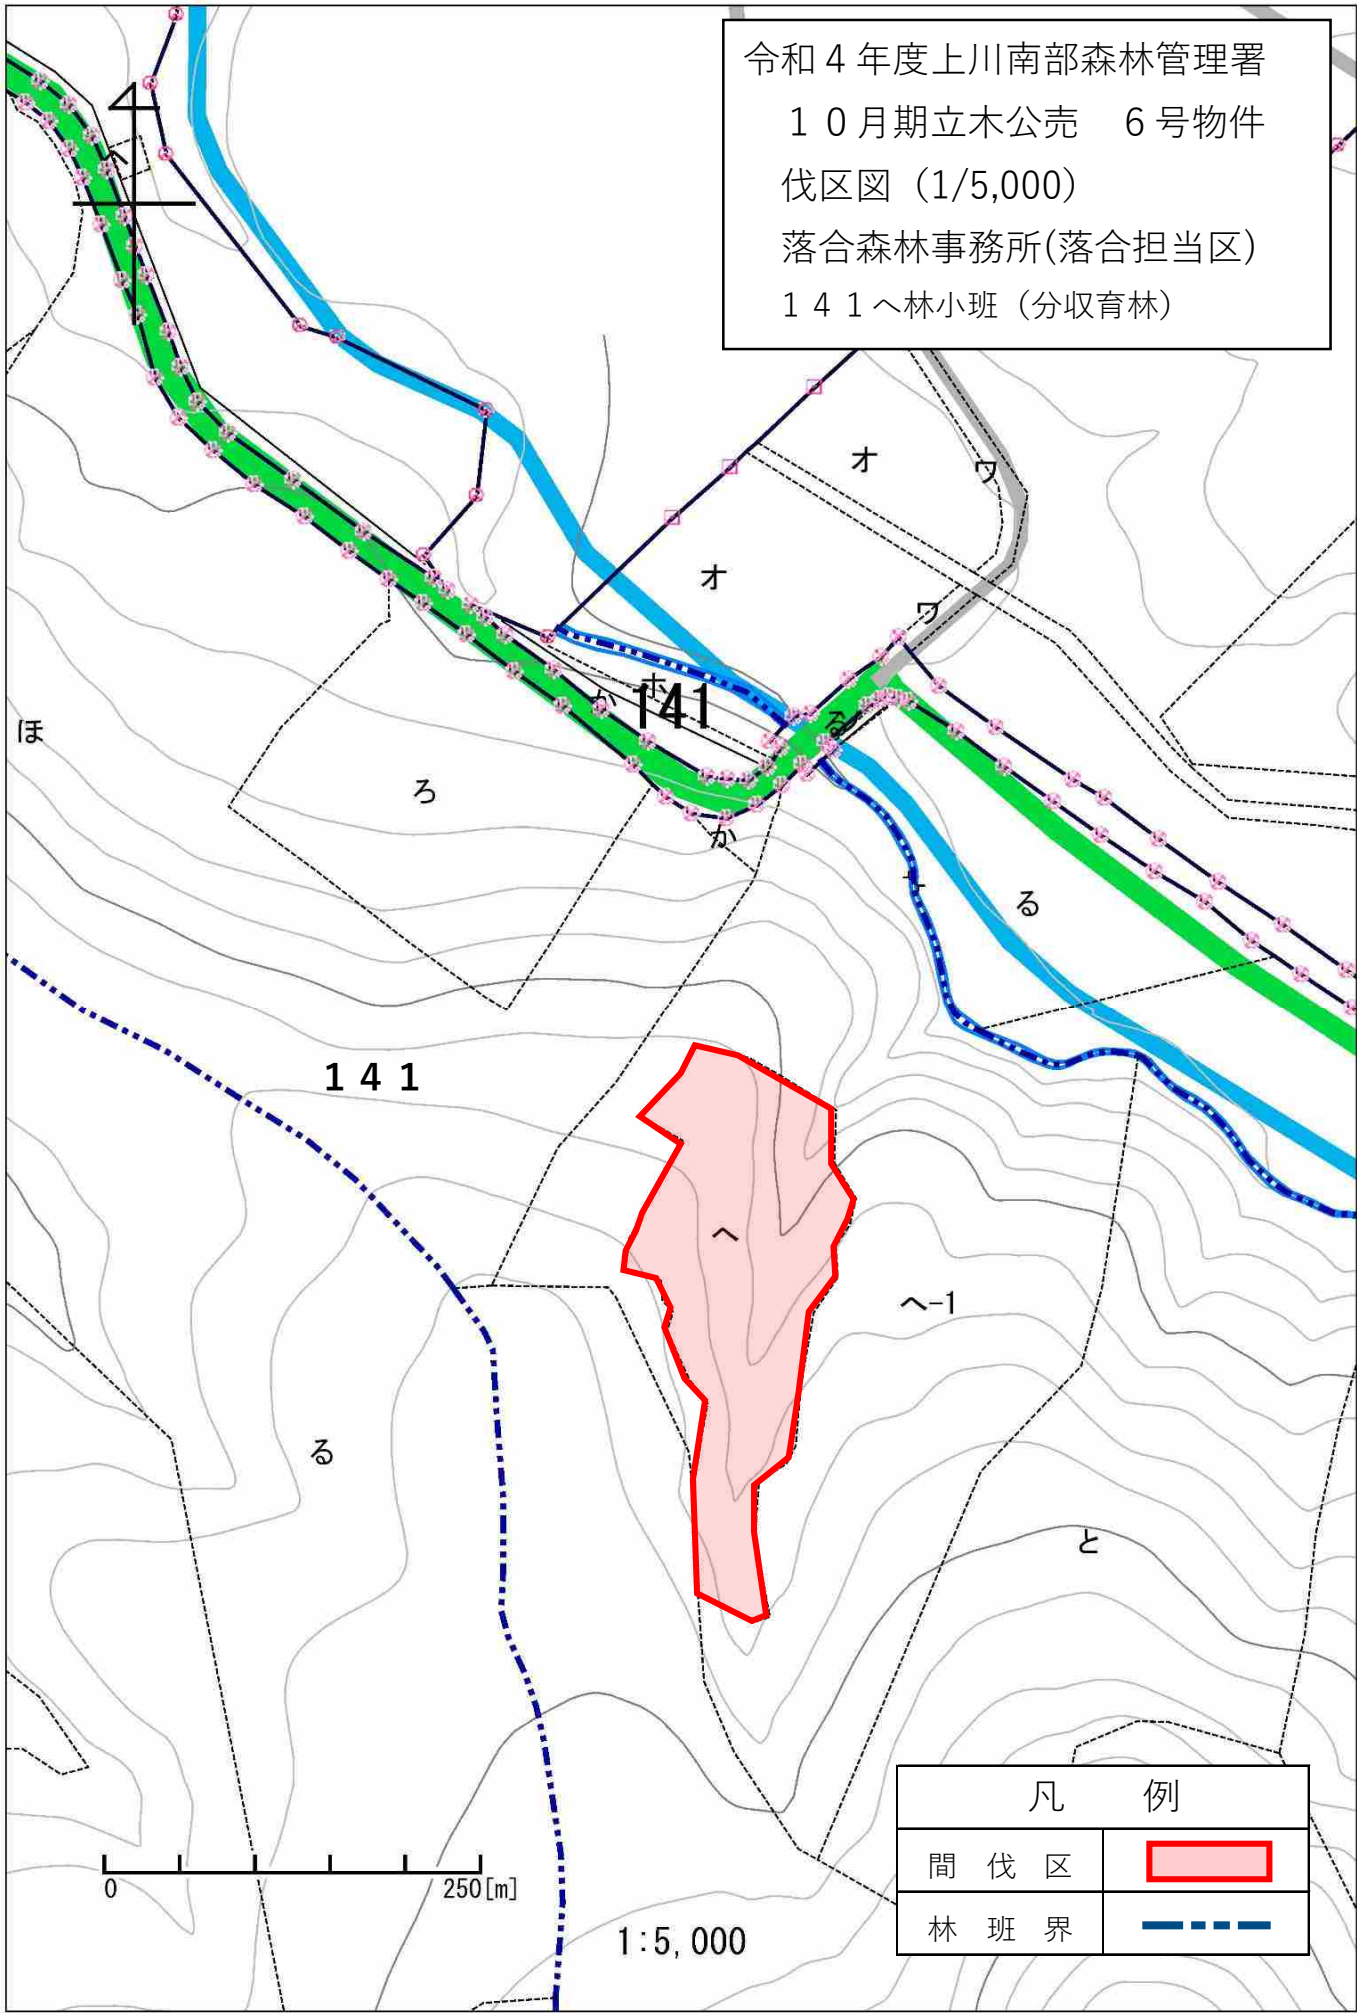 令和４年度上川南部森林管理署
１０月期立木公売　６号物件
伐区図（1/5,000）
落合森林事務所(落合担当区)
１４１へ林小班（分収育林）
オ
ワ
オ
ワ
ホ
か
141
る
ほ
ろ
か
る
１４１
へ
へ-1
る
と
凡　例
間　伐　区
林　班　界
0
250[m]
1:5,000